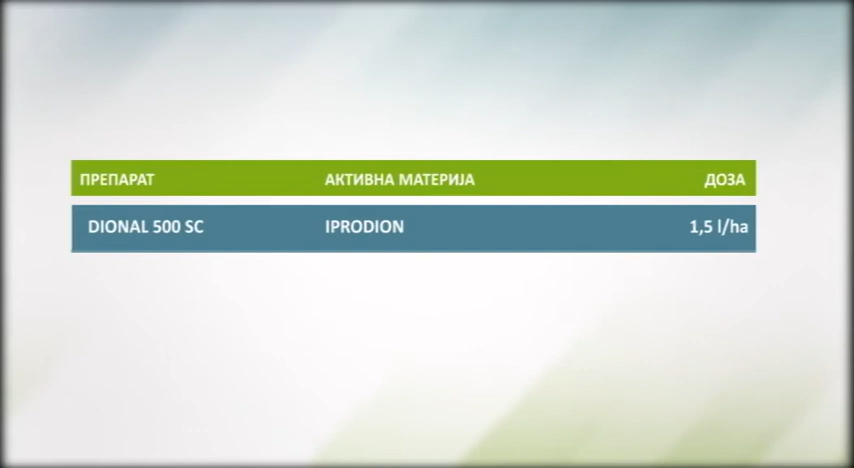 ПРЕПАРАТ АКТИВНА МАТЕРИЈА ДОЗА
DIONAL 500 SC IPRODION 1,5 l/ha